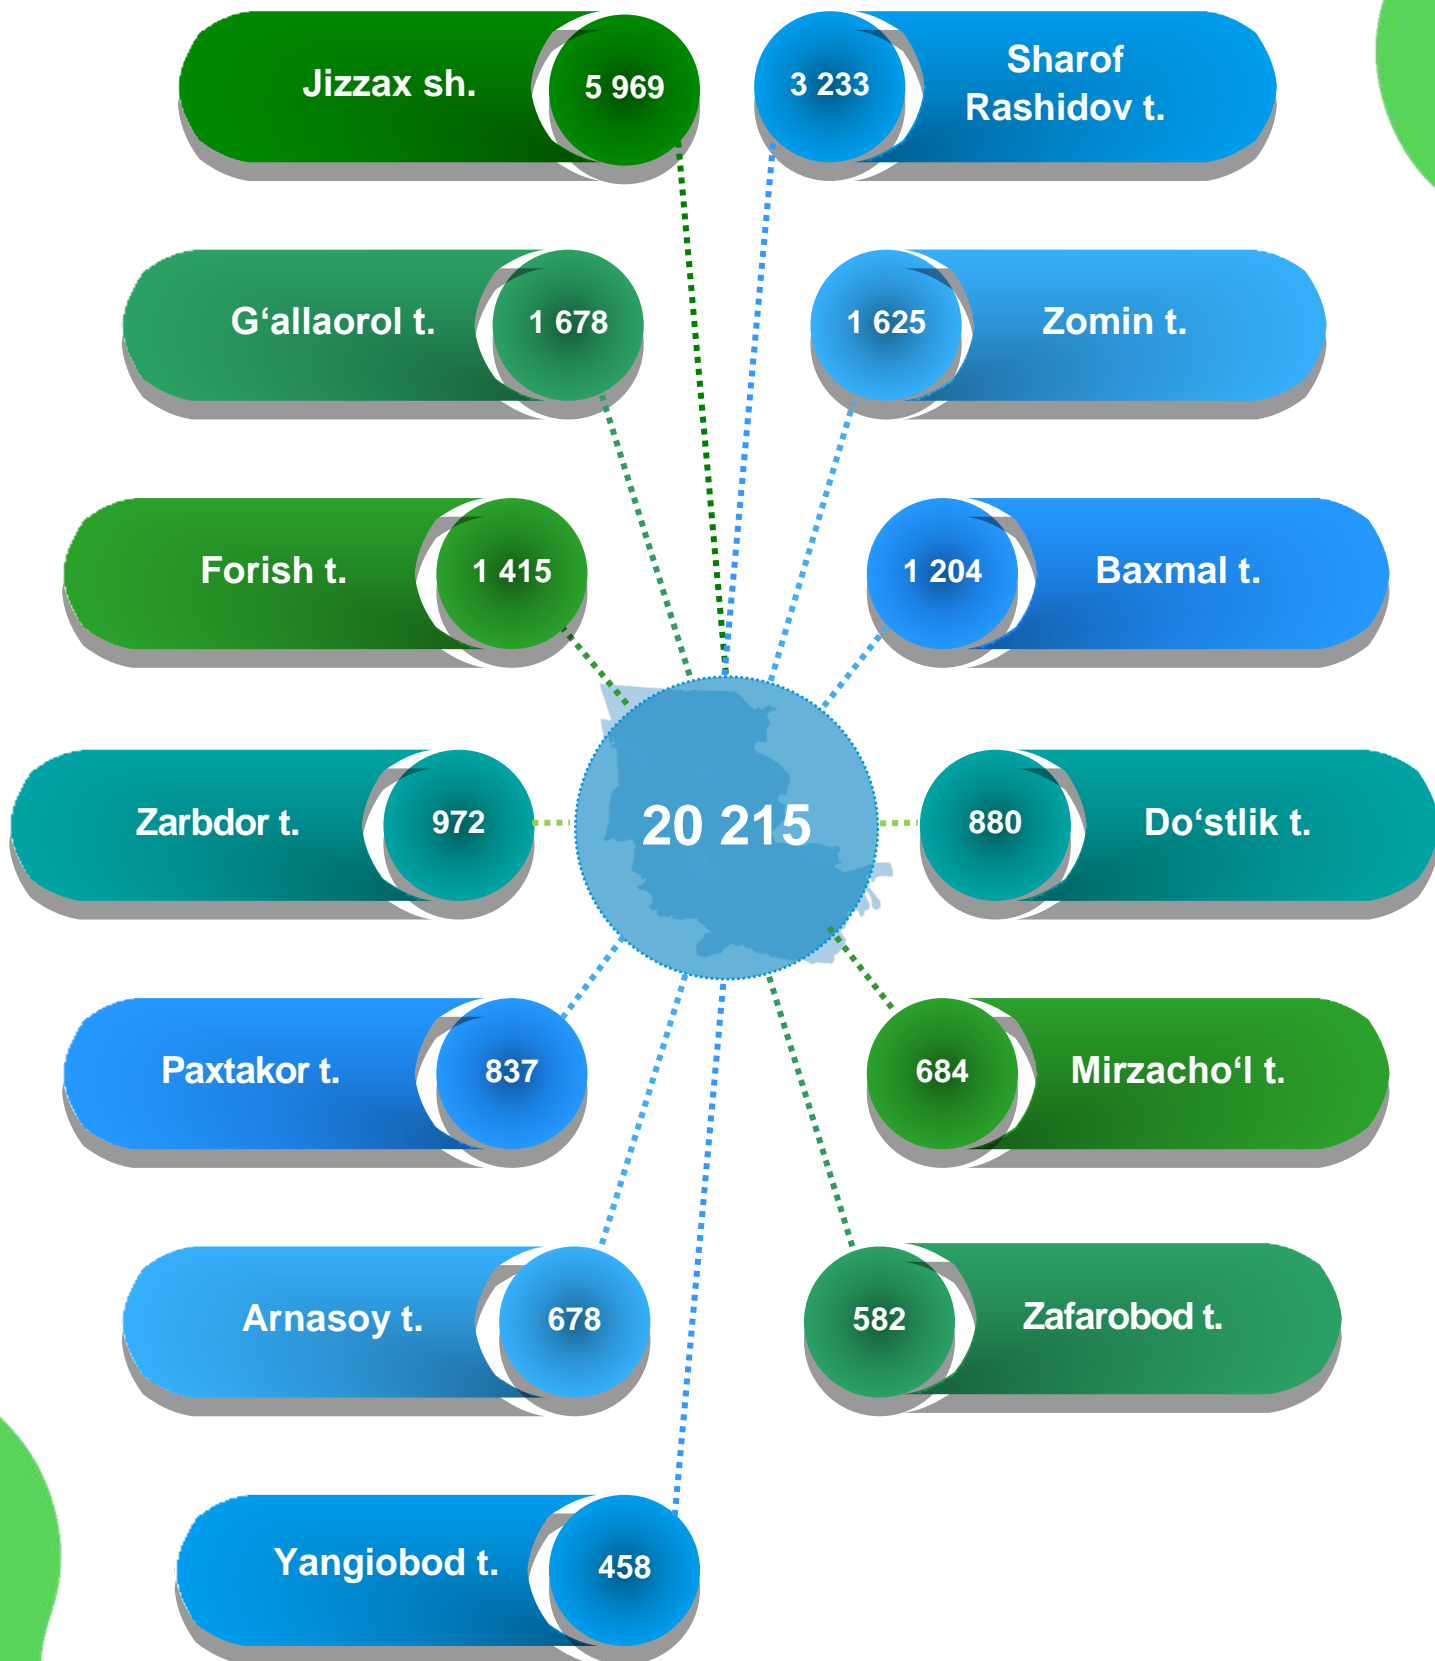 Jizzax sh.
5 969
3 233
Sharof
Rashidov t.
G‘allaorol t.
1 678
1 625
Zomin t.
Forish t.
1 415
1 204
Baxmal t.
Zarbdor t.
972
20 215
880
Do‘stlik t.
Paxtakor t.
837
684
Mirzacho‘l t.
Arnasoy t.
678
582
Zafarobod t.
Yangiobod t.
458